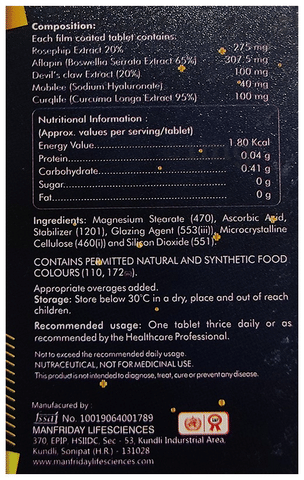 Composition:
Each film coated tablet contains:
Rosehip Extract 20% 275 mg
Aflapin (Boswellia Serrata Extract 65%) 307.5 mg
Devil's claw Extract (20%) 100 mg
Mobilee (Sodium Hyaluronate) 40 mg
Curqlife (Curcuma Longa Extract 95%) 100 mg
Nutritional Information :
(Approx. values per serving/tablet)
Energy Value 1.80 Kcal
Protein 0.04 g
Carbohydrate 0.41 g
Sugar 0 g
Fat 0 g
Ingredients: Magnesium Stearate (470), Ascorbic Acid,
Stabilizer (1201), Glazing Agent (553(iii)), Microcrystalline
Cellulose (460(i)) and Silicon Dioxide (551)
CONTAINS PERMITTED NATURAL AND SYNTHETIC FOOD
COLOURS (110, 172
Appropriate overages added.
Storage: Store below 30°C in a dry, place and out of reach
children.
Recommended usage: One tablet thrice daily or as
recommended by the Healthcare Professional.
Not to exceed the recommended daily usage.
NUTRACEUTICAL, NOT FOR MEDICINAL USE.
This product is not intended to diagnose, treat, cure or prevent any disease.
Manufacured by :
fssai No. 10019064001789
MANFRIDAY LIFESCIENCES
370, EPIP, HSIIDC, Sec - 53, Kundli Indurstrial Area,
Kundli, Sonipat (H.R.) - 131028
www.manfridaylifesciences.com